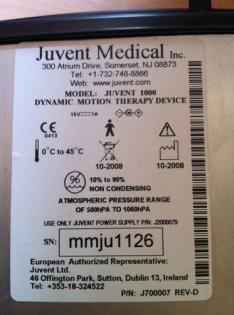 Juvent Medical Inc.
300 Atrium Drive, Somerset, NJ 08873
Tel: +1-732-748-8866
Web: www.juvent.com
MODEL: JUVENT 1000
DYNAMIC MOTION THERAPY DEVICE
15V 1A
CE
0413
0°C to 45°C
10-2008
10-2008
% 10% to 90%
NON CONDENSING
ATMOSPHERIC PRESSURE RANGE
OF 500hPA TO 1060hPA
USE ONLY JUVENT POWER SUPPLY P/N: J2000079
SN: mmju1126
European Authorized Representative:
Juvent Ltd.
46 Offington Park, Sutton, Dublin 13, Ireland
Tel: +353-18-324522
P/N: J700007 REV-D